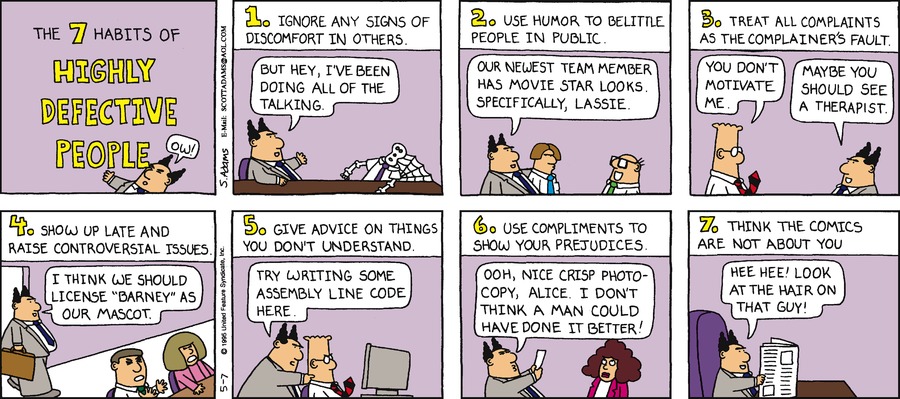 THE 7 HABITS OF
HIGHLY
DEFECTIVE
PEOPLE
OW!
S. Adams E-Mail: SCOTTADAMS@AOL.COM
1. IGNORE ANY SIGNS OF
DISCOMFORT IN OTHERS.
BUT HEY, I'VE BEEN
DOING ALL OF THE
TALKING.
2. USE HUMOR TO BELITTLE
PEOPLE IN PUBLIC.
OUR NEWEST TEAM MEMBER
HAS MOVIE STAR LOOKS.
SPECIFICALLY, LASSIE.
3. TREAT ALL COMPLAINTS
AS THE COMPLAINER'S FAULT.
YOU DON'T
MOTIVATE
ME.
MAYBE YOU
SHOULD SEE
A THERAPIST.
4. SHOW UP LATE AND
RAISE CONTROVERSIAL ISSUES.
I THINK WE SHOULD
LICENSE "BARNEY" AS
OUR MASCOT.
5-7 © 1995 United Feature Syndicate, Inc.
5. GIVE ADVICE ON THINGS
YOU DON'T UNDERSTAND.
TRY WRITING SOME
ASSEMBLY LINE CODE
HERE.
6. USE COMPLIMENTS TO
SHOW YOUR PREJUDICES.
OOH, NICE CRISP PHOTO-
COPY, ALICE. I DON'T
THINK A MAN COULD
HAVE DONE IT BETTER!
7. THINK THE COMICS
ARE NOT ABOUT YOU
HEE HEE! LOOK
AT THE HAIR ON
THAT GUY!